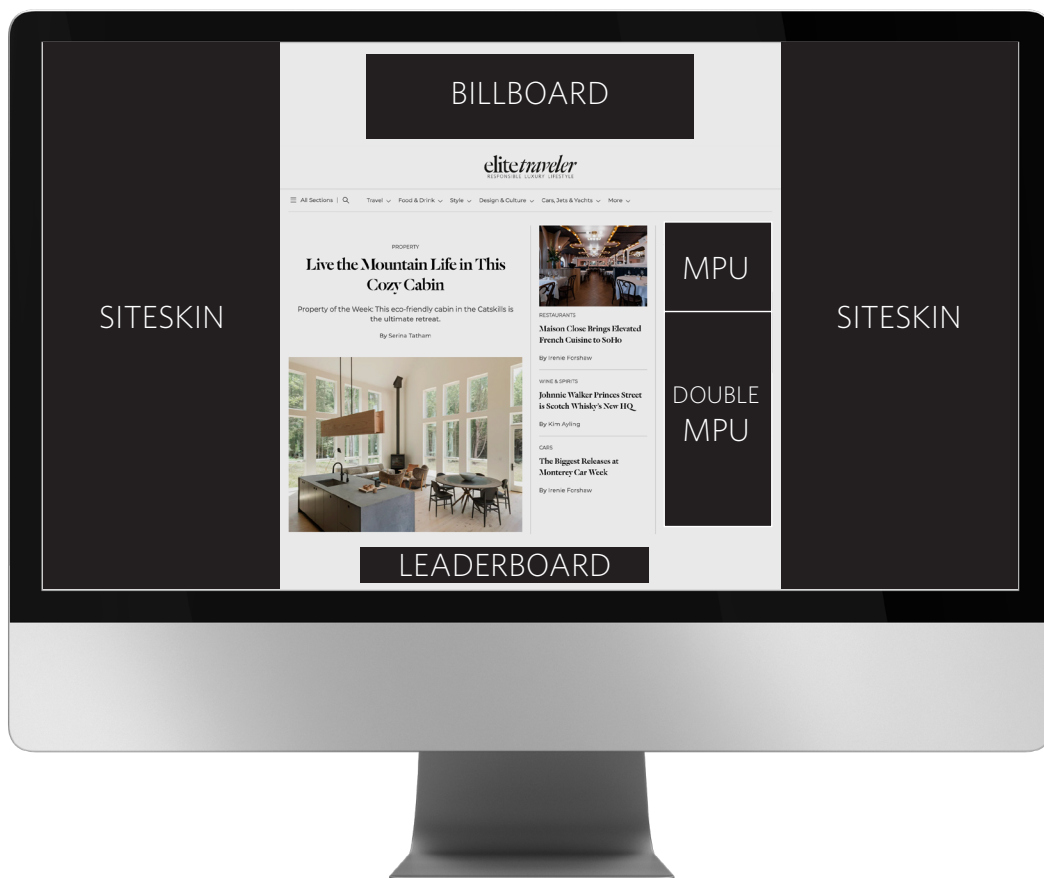 BILLBOARD
elitetraveler
RESPONSIBLE LUXURY LIFESTYLE
All Sections | Travel Food & Drink Style Design & Culture Cars, Jets & Yachts More
SITESKIN
PROPERTY
Live the Mountain Life in This
Cozy Cabin
Property of the Week: This eco-friendly cabin in the Catskills is
the ultimate retreat.
By Serina Tatham
RESTAURANTS
Maison Close Brings Elevated
French Cuisine to SoHo
By Irenie Forshaw
WINE & SPIRITS
Johnnie Walker Princes Street
is Scotch Whisky's New HQ
By Kim Ayling
CARS
The Biggest Releases at
Monterey Car Week
By Irenie Forshaw
MPU
DOUBLE
MPU
SITESKIN
LEADERBOARD